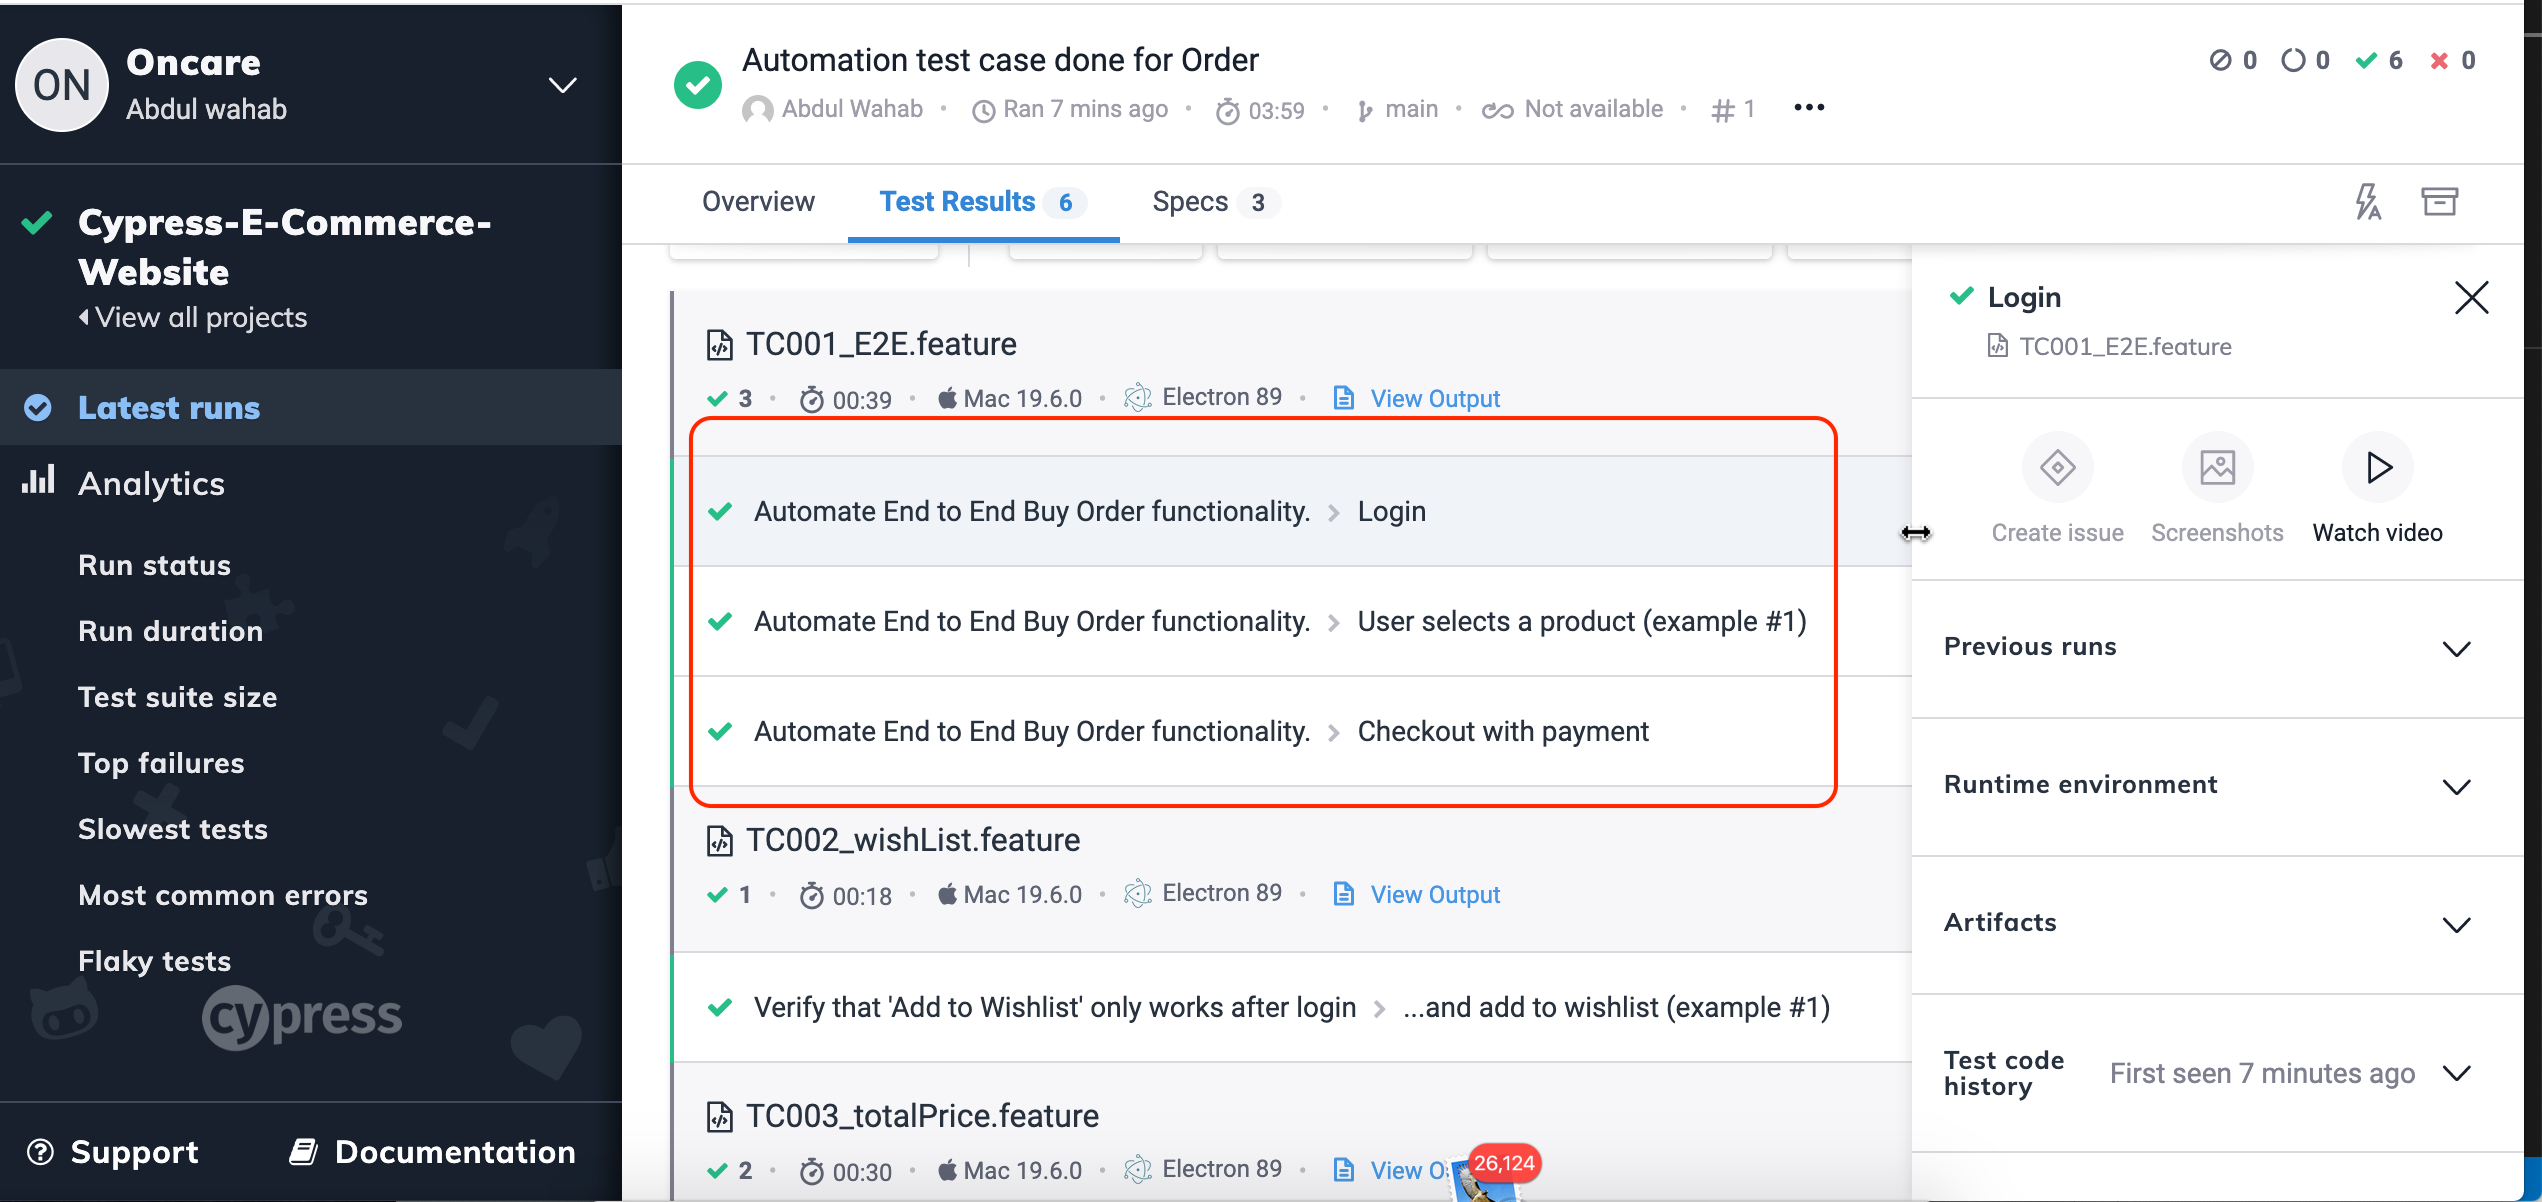 ON
Oncare
Abdul wahab
Cypress-E-Commerce-
Website
View all projects
Latest runs
Analytics
Run status
Run duration
Test suite size
Top failures
Slowest tests
Most common errors
Flaky tests
cypress
Support
Documentation
Automation test case done for Order
Abdul Wahab • Ran 7 mins ago • 03:59 • main • Not available • # 1 •••
0 0 6 0
Overview
Test Results 6
Specs 3
TC001_E2E.feature
3 • 00:39 • Mac 19.6.0 • Electron 89 • View Output
Automate End to End Buy Order functionality. > Login
Automate End to End Buy Order functionality. > User selects a product (example #1)
Automate End to End Buy Order functionality. > Checkout with payment
TC002_wishList.feature
1 • 00:18 • Mac 19.6.0 • Electron 89 • View Output
Verify that 'Add to Wishlist' only works after login > ...and add to wishlist (example #1)
TC003_totalPrice.feature
2 • 00:30 • Mac 19.6.0 • Electron 89 • View O
26,124
Login
TC001_E2E.feature
Create issue
Screenshots
Watch video
Previous runs
Runtime environment
Artifacts
Test code
history
First seen 7 minutes ago